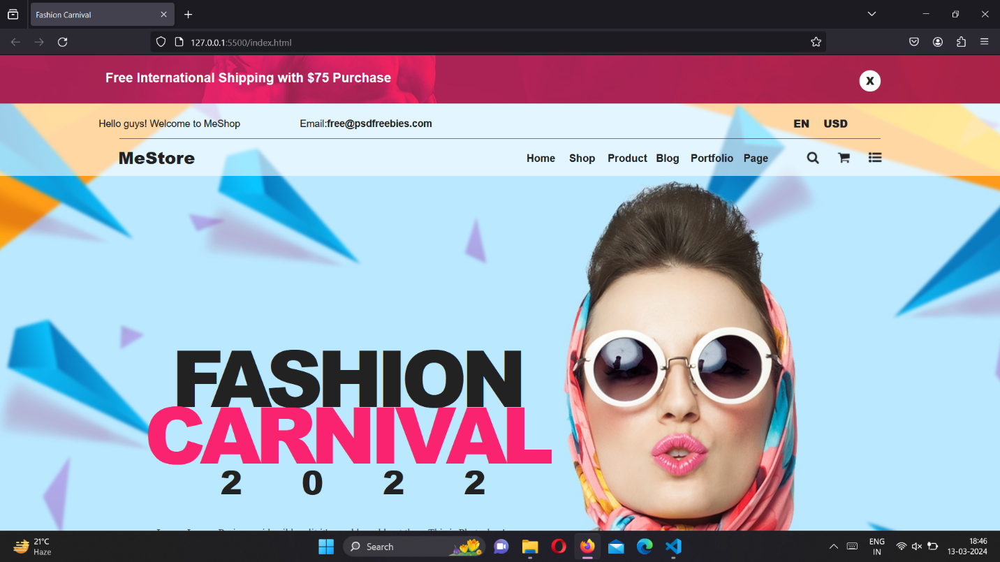 Fashion Carnival
127.0.0.1:5500/index.html
Free International Shipping with $75 Purchase
X
Hello guys! Welcome to MeShop
Email:free@psdfreebies.com
EN USD
MeStore
Home Shop Product Blog Portfolio Page
FASHION
CARNIVAL
2 0 2 2
21°C
Haze
Search
ENG
IN
18:46
13-03-2024